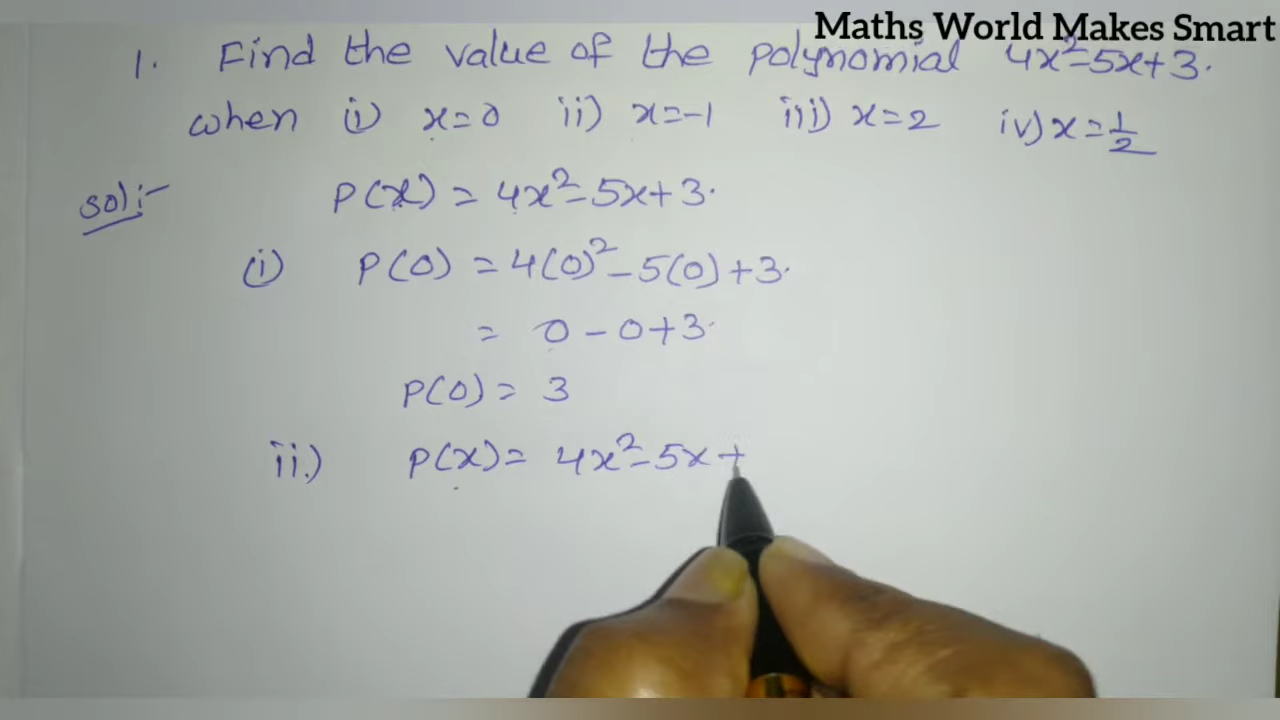 Maths World Makes Smart
1. Find the value of the polynomial 4x²-5x+3.
when (i) x=0 ii) x=-1 iii) x=2 iv) x=1/2
Sol:- P(x) = 4x²-5x+3.
(i) P(0) = 4(0)²-5(0)+3.
= 0-0+3.
P(0) = 3
ii.) P(x) = 4x²-5x+